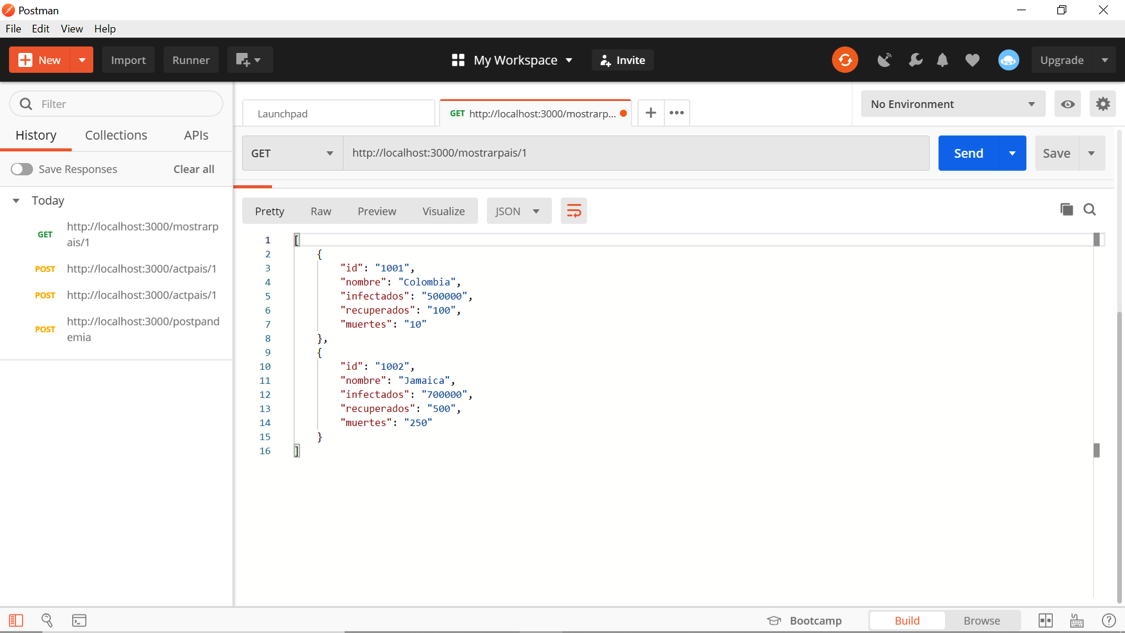 Postman
File Edit View Help
New Import Runner My Workspace Invite Upgrade
Filter
History Collections APIs
Save Responses Clear all
Today
GET http://localhost:3000/mostrarp
ais/1
POST http://localhost:3000/actpais/1
POST http://localhost:3000/actpais/1
POST http://localhost:3000/postpand
emia
Launchpad GET http://localhost:3000/mostrarp...
No Environment
GET http://localhost:3000/mostrarpais/1 Send Save
Pretty Raw Preview Visualize JSON
1 [
2 {
3 "id": "1001",
4 "nombre": "Colombia",
5 "infectados": "500000",
6 "recuperados": "100",
7 "muertes": "10"
8 },
9 {
10 "id": "1002",
11 "nombre": "Jamaica",
12 "infectados": "700000",
13 "recuperados": "500",
14 "muertes": "250"
15 }
16 ]
Bootcamp Build Browse